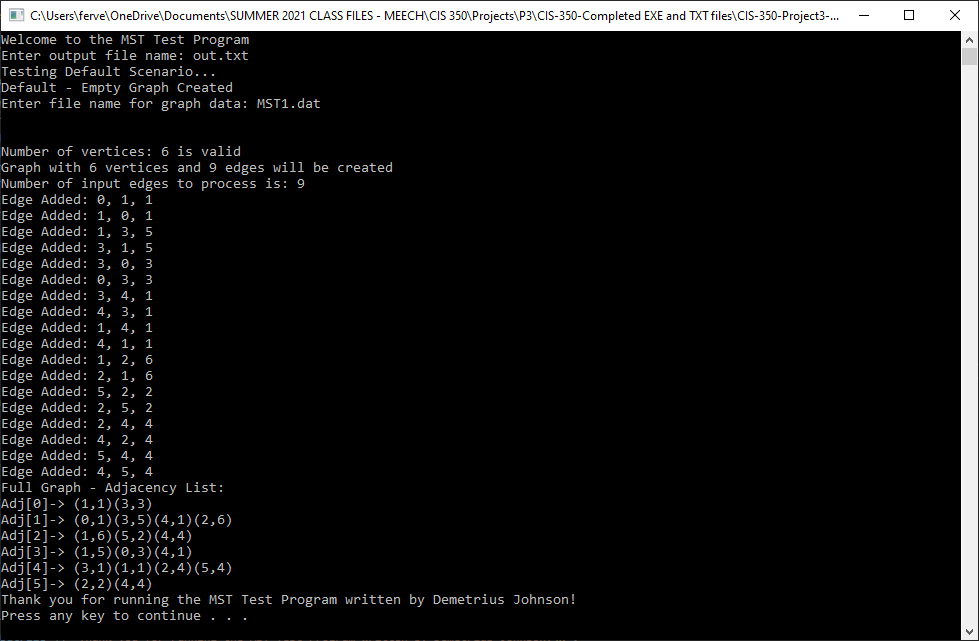 C:\Users\ferve\OneDrive\Documents\SUMMER 2021 CLASS FILES - MEECH\CIS 350\Projects\P3\CIS-350-Completed EXE and TXT files\CIS-350-Project3-...
Welcome to the MST Test Program
Enter output file name: out.txt
Testing Default Scenario...
Default - Empty Graph Created
Enter file name for graph data: MST1.dat
Number of vertices: 6 is valid
Graph with 6 vertices and 9 edges will be created
Number of input edges to process is: 9
Edge Added: 0, 1, 1
Edge Added: 1, 0, 1
Edge Added: 1, 3, 5
Edge Added: 3, 1, 5
Edge Added: 3, 0, 3
Edge Added: 0, 3, 3
Edge Added: 3, 4, 1
Edge Added: 4, 3, 1
Edge Added: 1, 4, 1
Edge Added: 4, 1, 1
Edge Added: 1, 2, 6
Edge Added: 2, 1, 6
Edge Added: 5, 2, 2
Edge Added: 2, 5, 2
Edge Added: 2, 4, 4
Edge Added: 4, 2, 4
Edge Added: 5, 4, 4
Edge Added: 4, 5, 4
Full Graph - Adjacency List:
Adj[0]-> (1,1)(3,3)
Adj[1]-> (0,1)(3,5)(4,1)(2,6)
Adj[2]-> (1,6)(5,2)(4,4)
Adj[3]-> (1,5)(0,3)(4,1)
Adj[4]-> (3,1)(1,1)(2,4)(5,4)
Adj[5]-> (2,2)(4,4)
Thank you for running the MST Test Program written by Demetrius Johnson!
Press any key to continue . . .